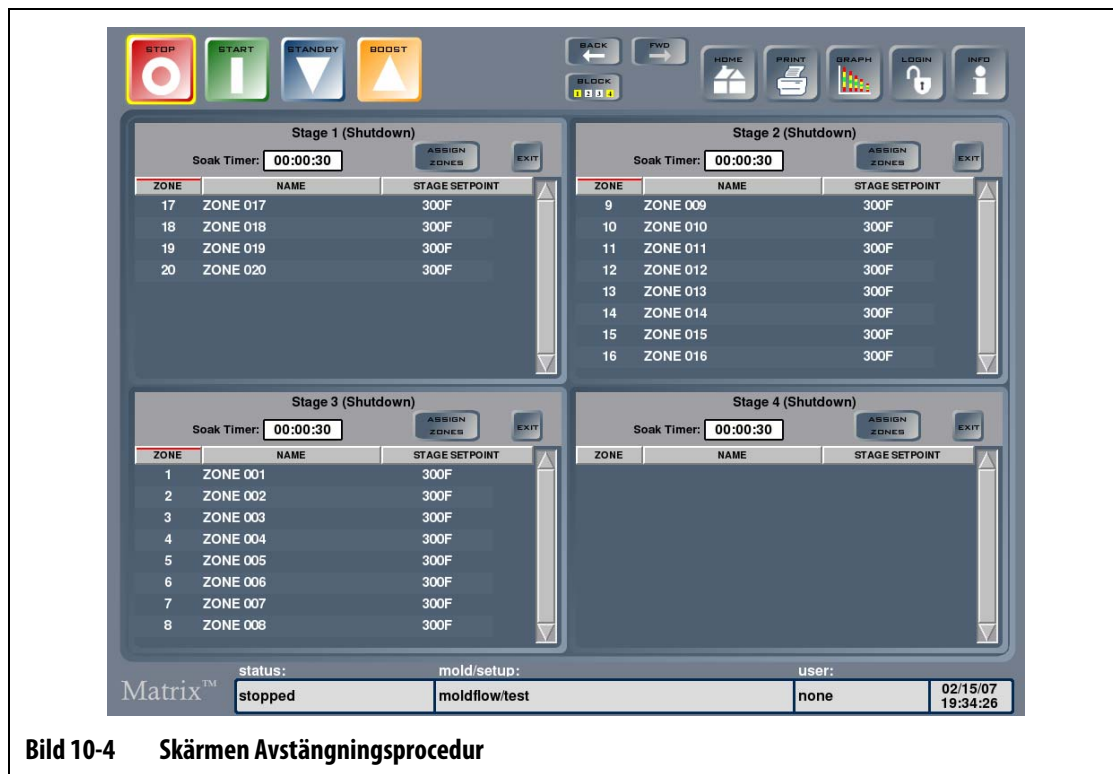 STOP START STANDBY BOOST BACK FWD
HOME PRINT GRAPH LOGIN INFO
BLOCK
1 2 3 4
Stage 1 (Shutdown)
Soak Timer: 00:00:30 ASSIGN ZONES EXIT
ZONE NAME STAGE SETPOINT
17 ZONE 017 300F
18 ZONE 018 300F
19 ZONE 019 300F
20 ZONE 020 300F
Stage 2 (Shutdown)
Soak Timer: 00:00:30 ASSIGN ZONES EXIT
ZONE NAME STAGE SETPOINT
9 ZONE 009 300F
10 ZONE 010 300F
11 ZONE 011 300F
12 ZONE 012 300F
13 ZONE 013 300F
14 ZONE 014 300F
15 ZONE 015 300F
16 ZONE 016 300F
Stage 3 (Shutdown)
Soak Timer: 00:00:30 ASSIGN ZONES EXIT
ZONE NAME STAGE SETPOINT
1 ZONE 001 300F
2 ZONE 002 300F
3 ZONE 003 300F
4 ZONE 004 300F
5 ZONE 005 300F
6 ZONE 006 300F
7 ZONE 007 300F
8 ZONE 008 300F
Stage 4 (Shutdown)
Soak Timer: 00:00:30 ASSIGN ZONES EXIT
ZONE NAME STAGE SETPOINT
status: mold/setup: user:
Matrix™ stopped moldflow/test none 02/15/07
19:34:26
Bild 10-4 Skärmen Avstängningsprocedur